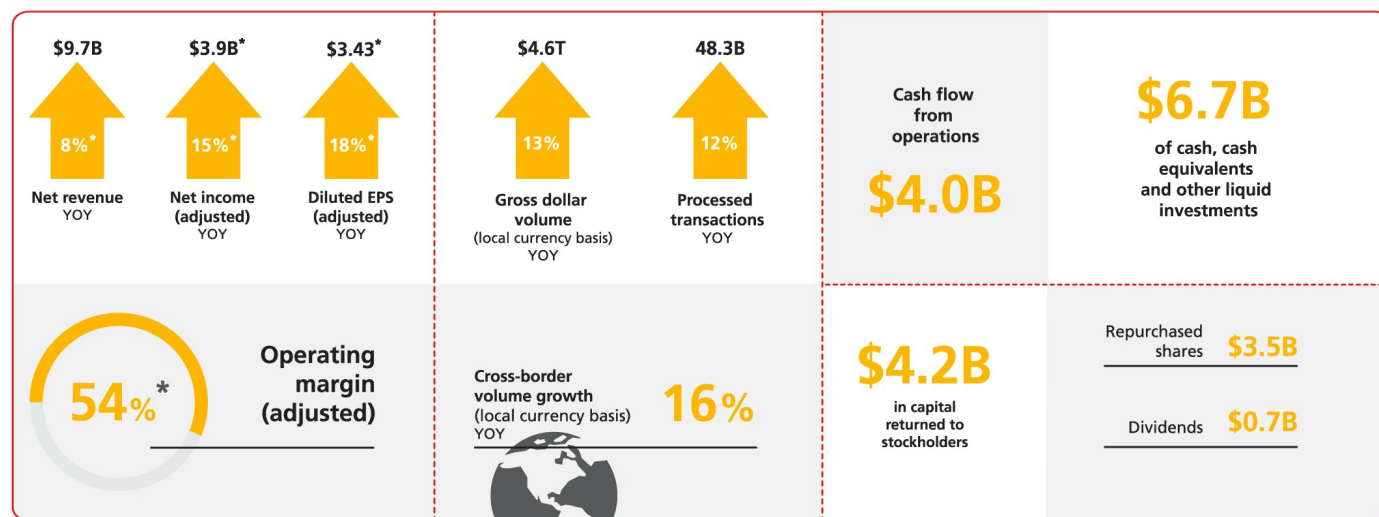 $9.7B
8%*
Net revenue
YOY
$3.9B*
15%*
Net income
(adjusted)
YOY
$3.43*
18%*
Diluted EPS
(adjusted)
YOY
$4.6T
13%
Gross dollar
volume
(local currency basis)
YOY
48.3B
12%
Processed
transactions
YOY
Cash flow
from
operations
$4.0B
$6.7B
of cash, cash
equivalents
and other liquid
investments
54%*
Operating
margin
(adjusted)
Cross-border
volume growth
(local currency basis)
YOY
16%
$4.2B
in capital
returned to
stockholders
Repurchased
shares
$3.5B
Dividends
$0.7B